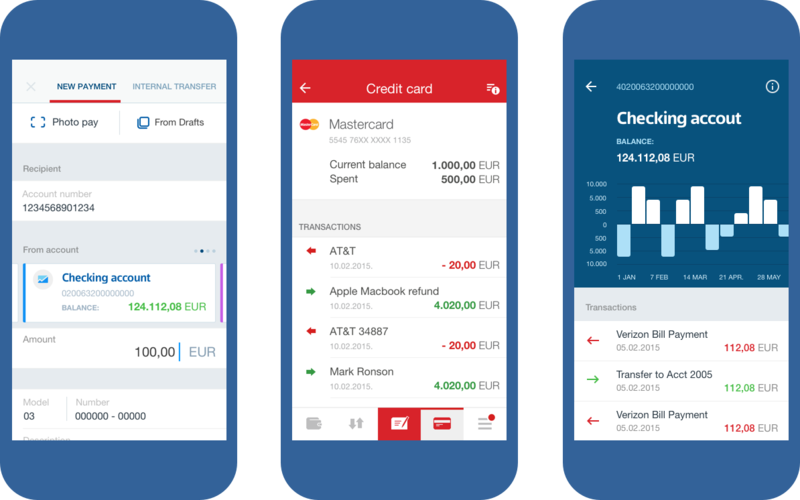 NEW PAYMENT
INTERNAL TRANSFER
Photo pay
From Drafts
Recipient
Account number
1234568901234
From account
Checking account
020063200000000
BALANCE: 124.112,08 EUR
Amount
100,00 EUR
Model Number
03 000000 - 00000
Description
Credit card
MasterCard
Mastercard
5545 76XX XXXX 1135
Current balance 1.000,00 EUR
Spent 500,00 EUR
TRANSACTIONS
AT&T
10.02.2015. - 20,00 EUR
Apple Macbook refund
10.02.2015. 4.020,00 EUR
AT&T 34887
10.02.2015. - 20,00 EUR
Mark Ronson
10.02.2015. 4.020,00 EUR
4020063200000000
Checking accout
BALANCE:
124.112,08 EUR
10.000
5.000
500
0
500
5.000
10.000
1 JAN 7 FEB 14 MAR 21 APR. 28 MAY
Transactions
Verizon Bill Payment
05.02.2015 112,08 EUR
Transfer to Acct 2005
05.02.2015 112,08 EUR
Verizon Bill Payment
05.02.2015 112,08 EUR